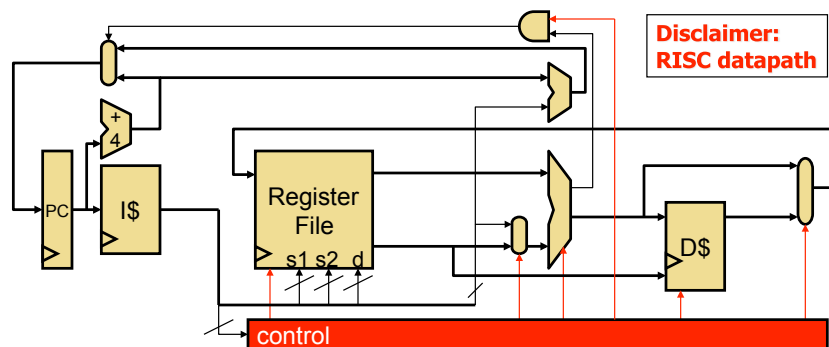 Disclaimer:
RISC datapath
+
4
PC
I$
Register
File
s1 s2 d
D$
control